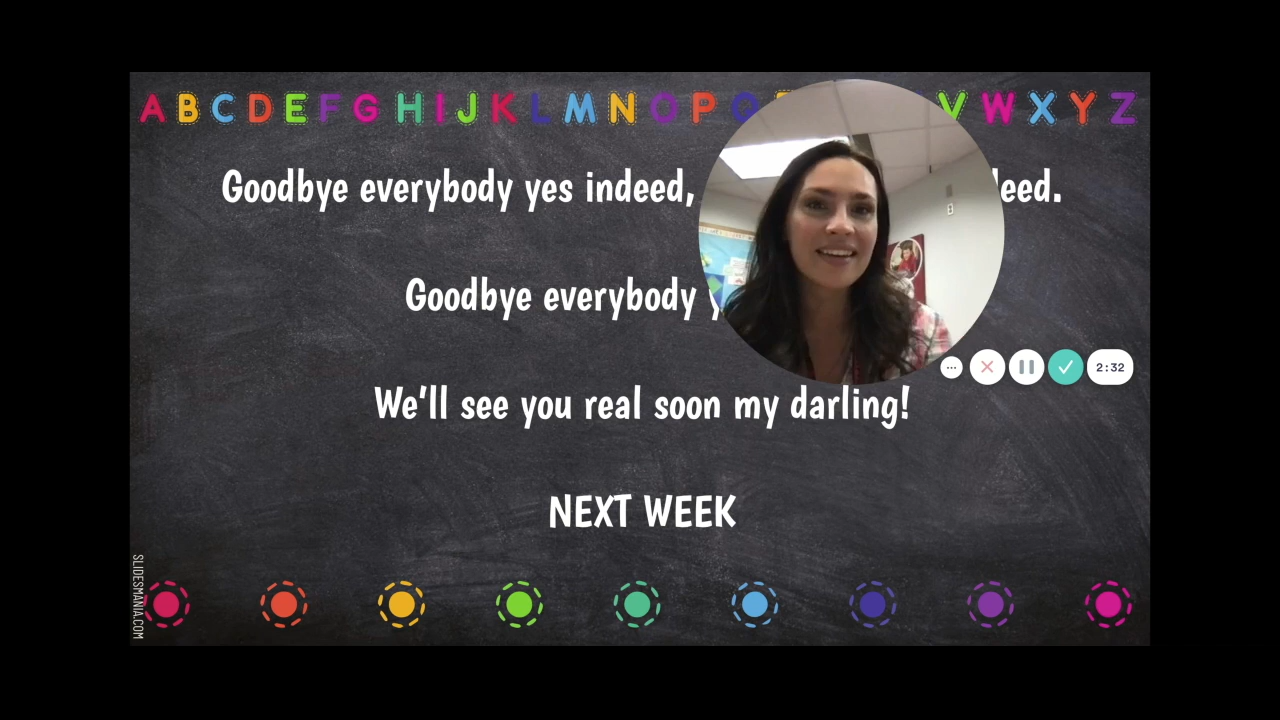 A B C D E F G H I J K L M N O P Q V W X Y Z
Goodbye everybody yes indeed,
Goodbye everybody
We'll see you real soon my darling!
NEXT WEEK
SLIDESMANIA.COM
2:32